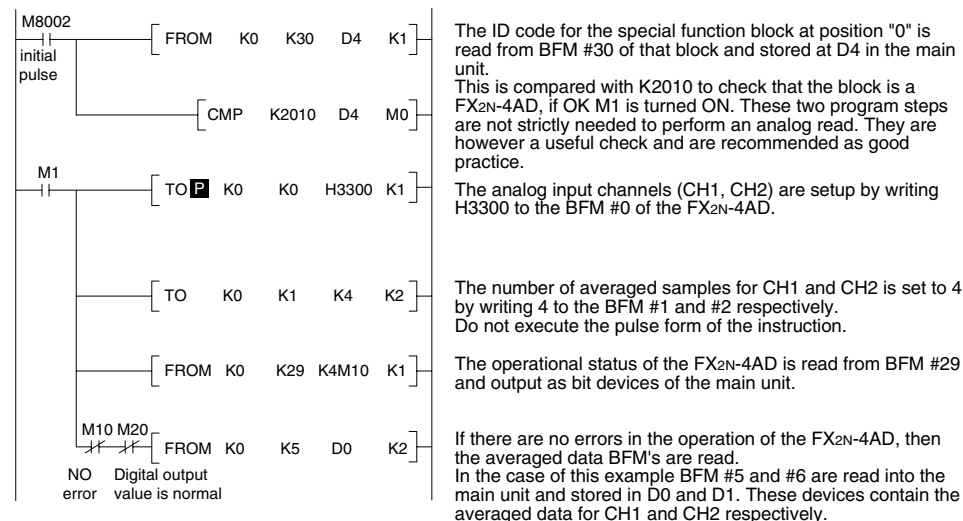 M8002
initial
pulse
FROM K0 K30 D4 K1
The ID code for the special function block at position "0" is
read from BFM #30 of that block and stored at D4 in the main
unit.
This is compared with K2010 to check that the block is a
FX2N-4AD, if OK M1 is turned ON. These two program steps
are not strictly needed to perform an analog read. They are
however a useful check and are recommended as good
practice.
CMP K2010 D4 M0
M1
TO P K0 K0 H3300 K1
The analog input channels (CH1, CH2) are setup by writing
H3300 to the BFM #0 of the FX2N-4AD.
TO K0 K1 K4 K2
The number of averaged samples for CH1 and CH2 is set to 4
by writing 4 to the BFM #1 and #2 respectively.
Do not execute the pulse form of the instruction.
FROM K0 K29 K4M10 K1
The operational status of the FX2N-4AD is read from BFM #29
and output as bit devices of the main unit.
M10 M20
FROM K0 K5 D0 K2
NO
error
Digital output
value is normal
If there are no errors in the operation of the FX2N-4AD, then
the averaged data BFM's are read.
In the case of this example BFM #5 and #6 are read into the
main unit and stored in D0 and D1. These devices contain the
averaged data for CH1 and CH2 respectively.